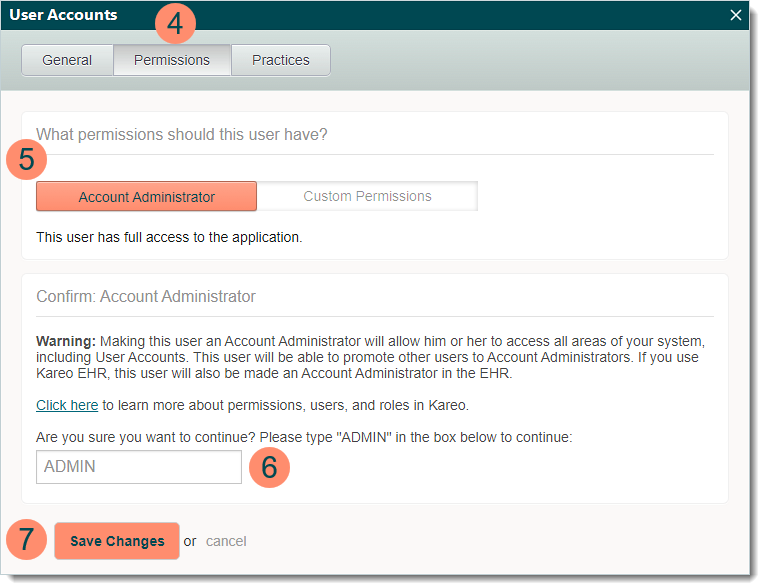 User Accounts
4
General
Permissions
Practices
What permissions should this user have?
5
Account Administrator
Custom Permissions
This user has full access to the application.
Confirm: Account Administrator
Warning: Making this user an Account Administrator will allow him or her to access all areas of your system,
including User Accounts. This user will be able to promote other users to Account Administrators. If you use
Kareo EHR, this user will also be made an Account Administrator in the EHR.
Click here to learn more about permissions, users, and roles in Kareo.
Are you sure you want to continue? Please type "ADMIN" in the box below to continue:
ADMIN
6
7
Save Changes or cancel